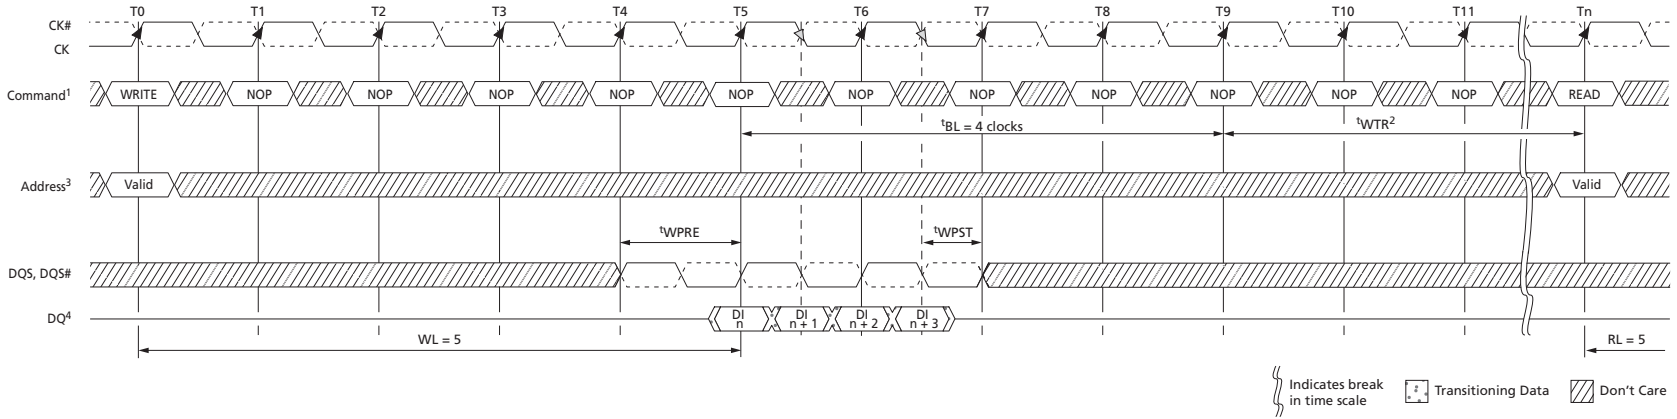 T0 T1 T2 T3 T4 T5 T6 T7 T8 T9 T10 T11 Tn
CK#
CK
Command1 WRITE NOP NOP NOP NOP NOP NOP NOP NOP NOP NOP NOP READ
tBL = 4 clocks tWTR2
Address3 Valid Valid
tWPRE tWPST
DQS, DQS#
DQ4 DI n DI n + 1 DI n + 2 DI n + 3
WL = 5 RL = 5
Indicates break in time scale
Transitioning Data
Don't Care